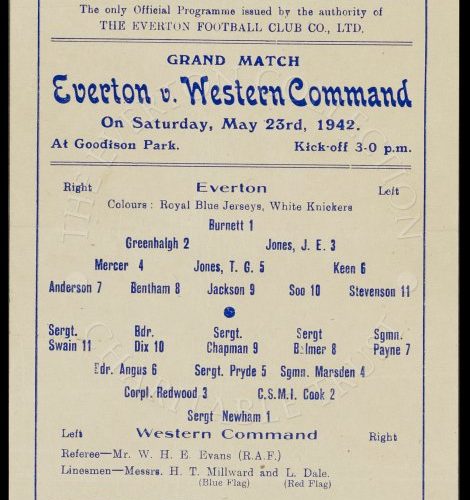 The only Official Programme issued by the authority of
THE EVERTON FOOTBALL CLUB CO., LTD.
GRAND MATCH
Everton v. Western Command
On Saturday, May 23rd, 1942.
At Goodison Park. Kick-off 3-0 p.m.
Right Everton Left
Colours : Royal Blue Jerseys, White Knickers
Burnett 1
Greenhalgh 2 Jones, J. E. 3
Mercer 4 Jones, T. G. 5 Keen 6
Anderson 7 Bentham 8 Jackson 9 Soo 10 Stevenson 11
Sergt. Bdr. Sergt. Sergt Sgmn.
Swain 11 Dix 10 Chapman 9 Balmer 8 Payne 7
Bdr. Angus 6 Sergt. Pryde 5 Sgmn. Marsden 4
Corpl. Redwood 3 C.S.M.I. Cook 2
Sergt Newham 1
Left Western Command Right
Referee—Mr. W. H. E. Evans (R.A.F.)
Linesmen—Messrs. H. T. Millward and L. Dale.
(Blue Flag) (Red Flag)